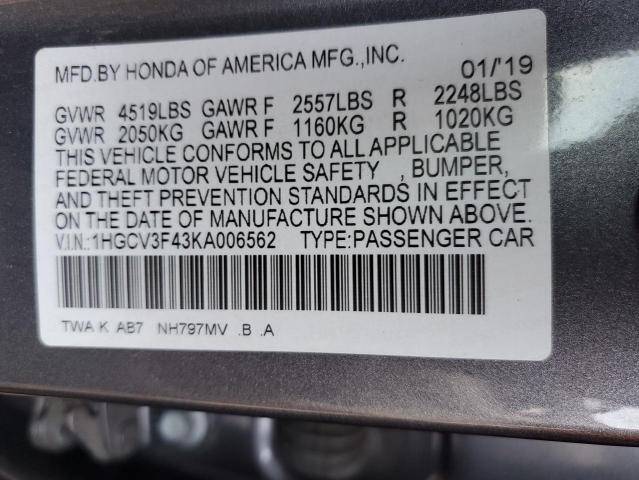 MFD.BY HONDA OF AMERICA MFG.,INC. 01/'19
GVWR 4519LBS GAWR F 2557LBS R 2248LBS
GVWR 2050KG GAWR F 1160KG R 1020KG
THIS VEHICLE CONFORMS TO ALL APPLICABLE
FEDERAL MOTOR VEHICLE SAFETY , BUMPER,
AND THEFT PREVENTION STANDARDS IN EFFECT
ON THE DATE OF MANUFACTURE SHOWN ABOVE.
V.I.N.:1HGCV3F43KA006562 TYPE:PASSENGER CAR
TWA K AB7 NH797MV .B .A